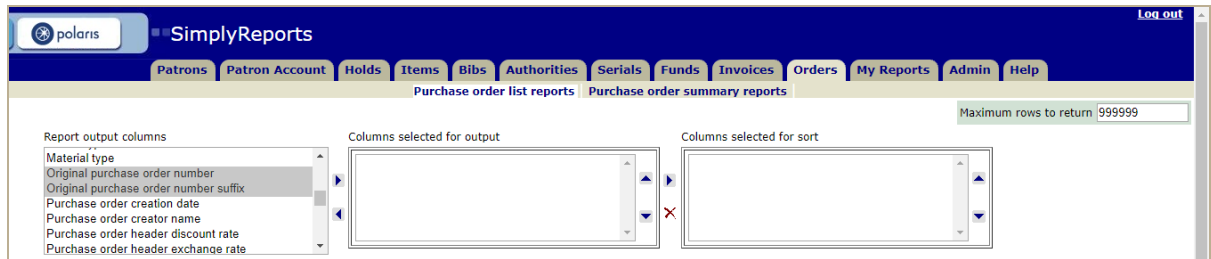 Log out
polaris
SimplyReports
Patrons Patron Account Holds Items Bibs Authorities Serials Funds Invoices Orders My Reports Admin Help
Purchase order list reports Purchase order summary reports
Maximum rows to return 999999
Report output columns Columns selected for output Columns selected for sort
Material type
Original purchase order number
Original purchase order number suffix
Purchase order creation date
Purchase order creator name
Purchase order header discount rate
Purchase order header exchange rate